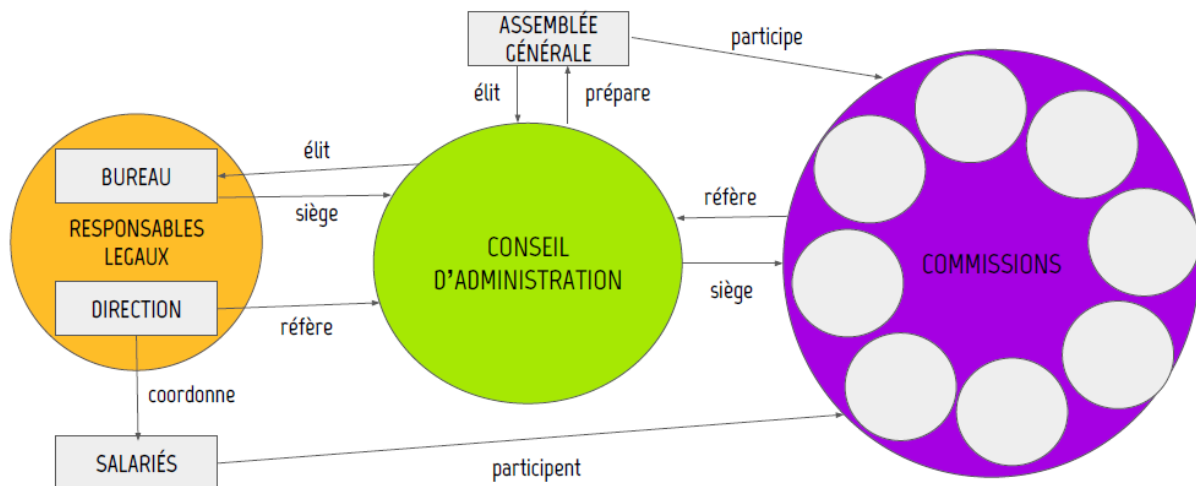 ASSEMBLÉE
GÉNÉRALE
participe
élit
prépare
élit
BUREAU
siège
RESPONSABLES
LEGAUX
DIRECTION
réfère
CONSEIL
D'ADMINISTRATION
réfère
siège
COMMISSIONS
coordonne
SALARIÉS
participent